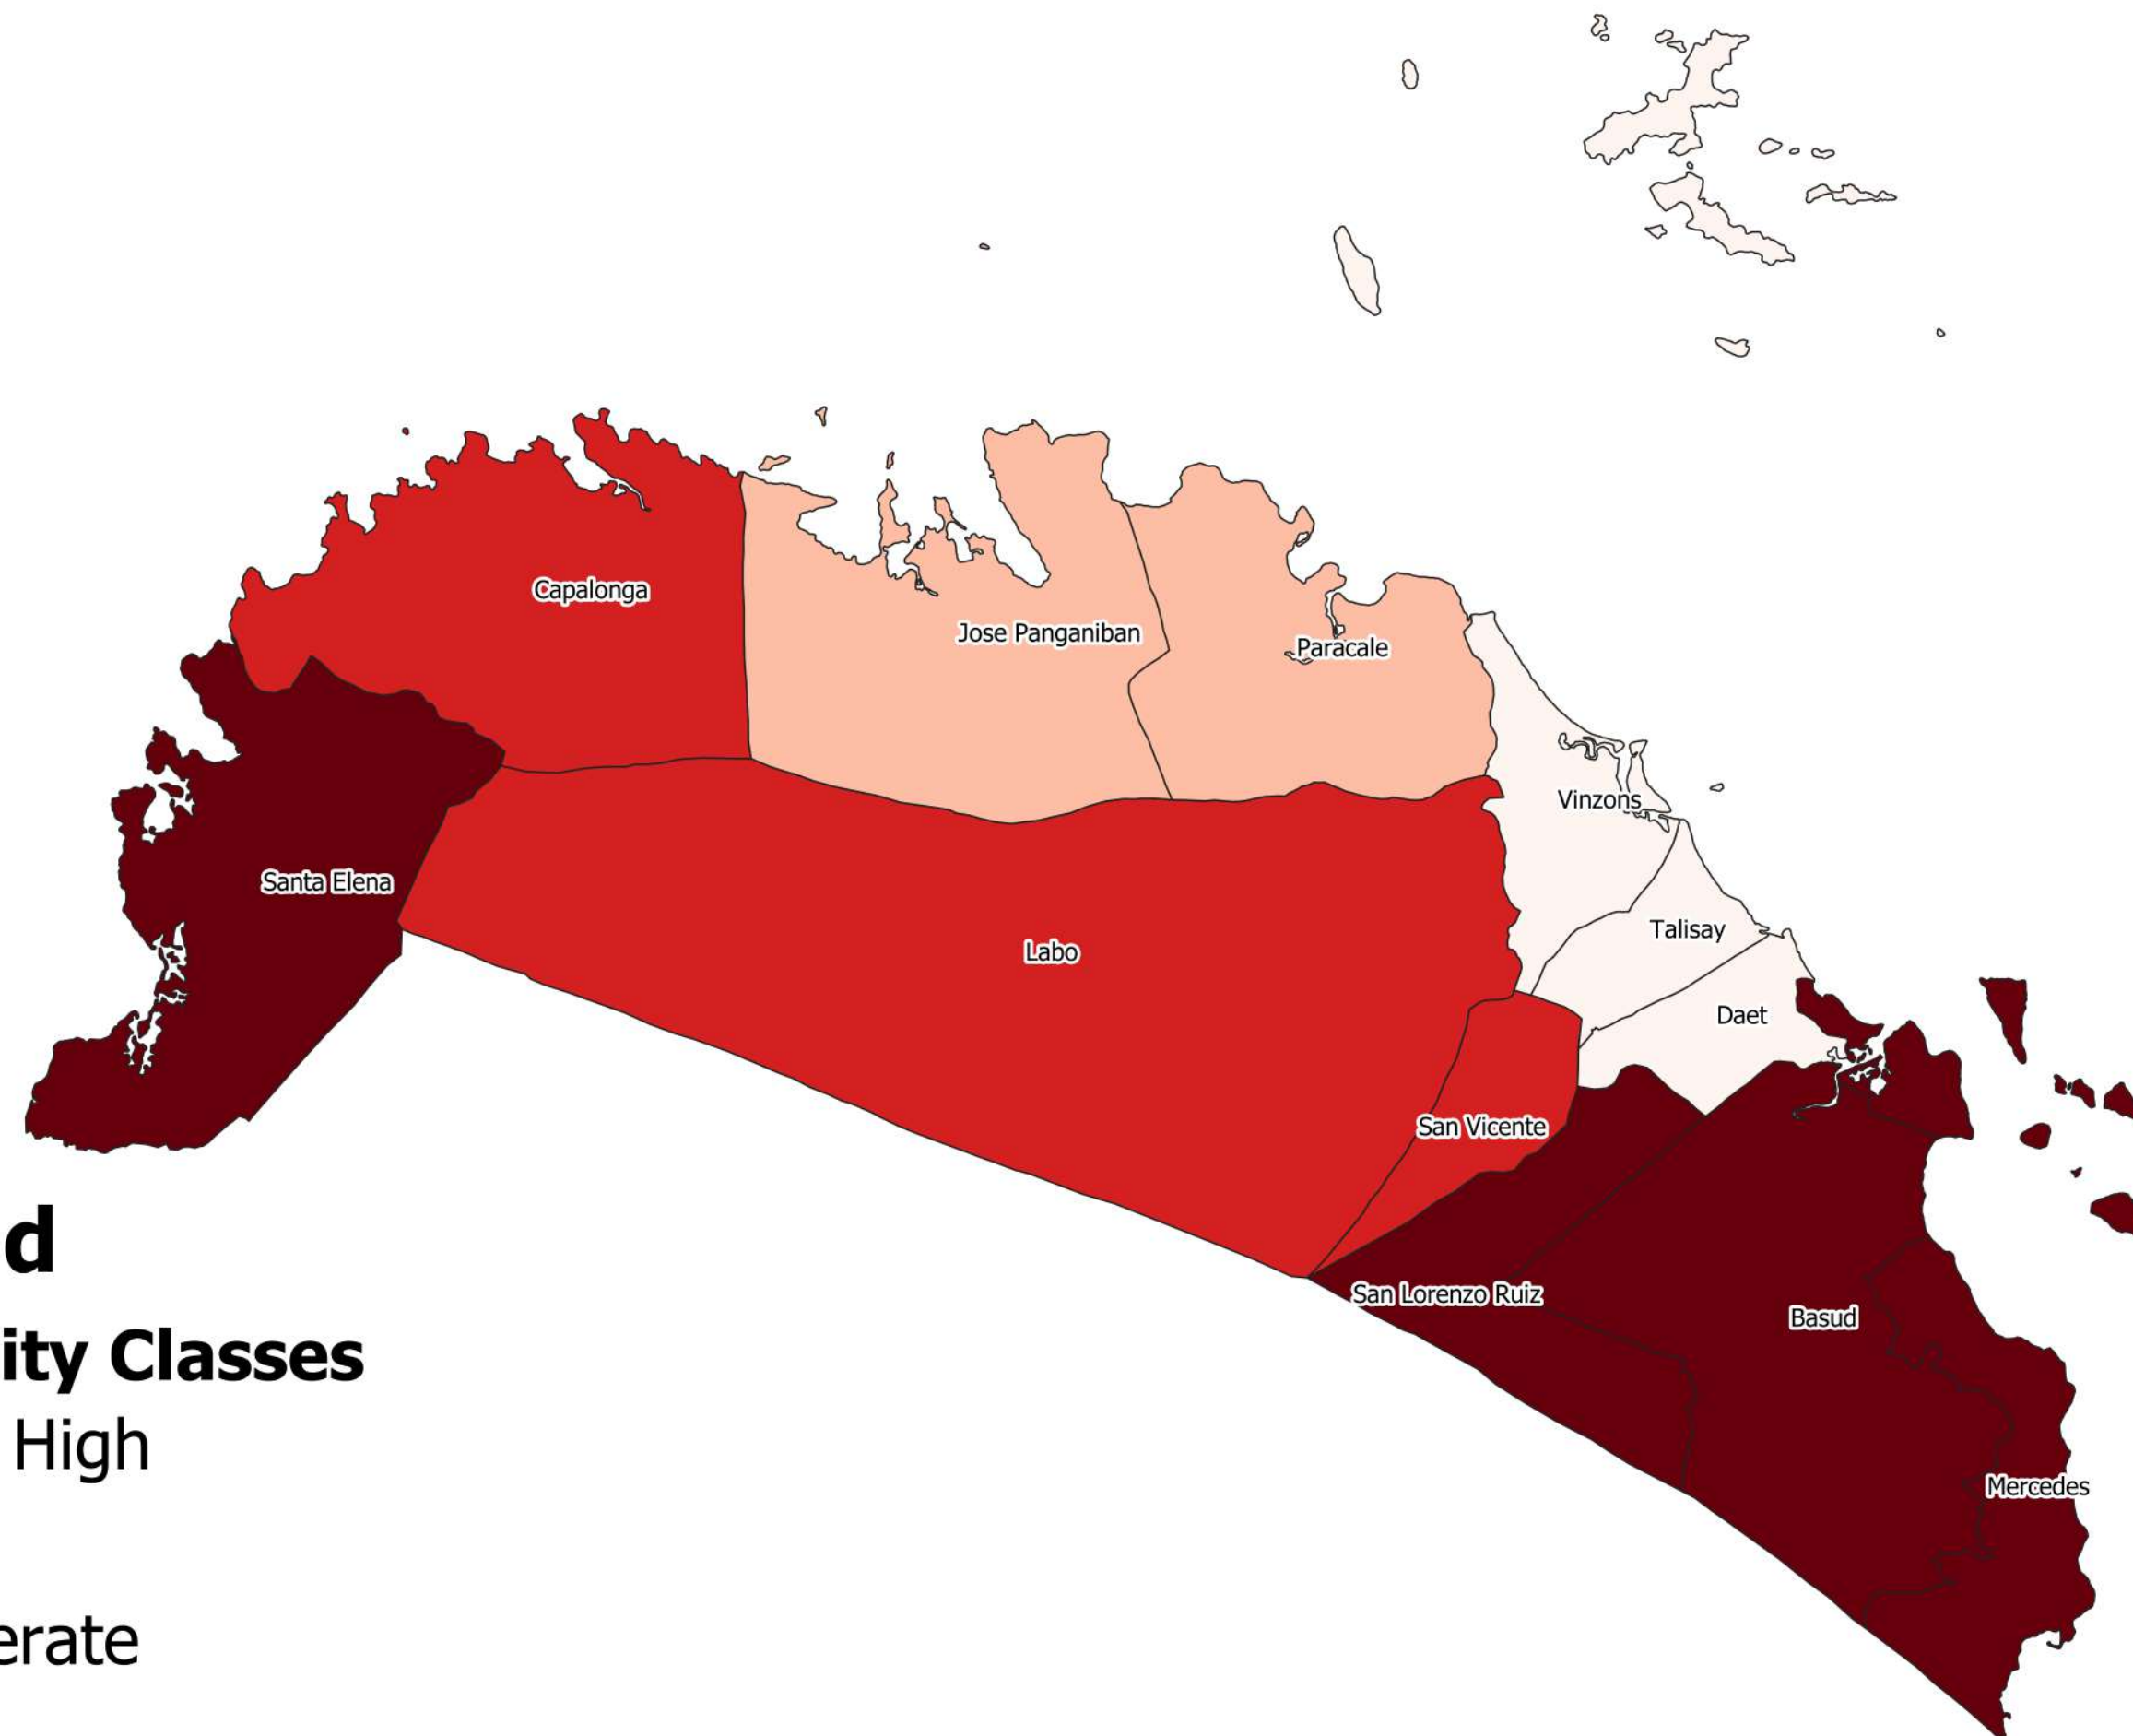 Capalonga
Jose Panganiban
Paracale
Vinzons
Santa Elena
Talisay
Labo
Daet
San Vicente
San Lorenzo Ruiz
Basud
Mercedes
d
ity Classes
High
erate